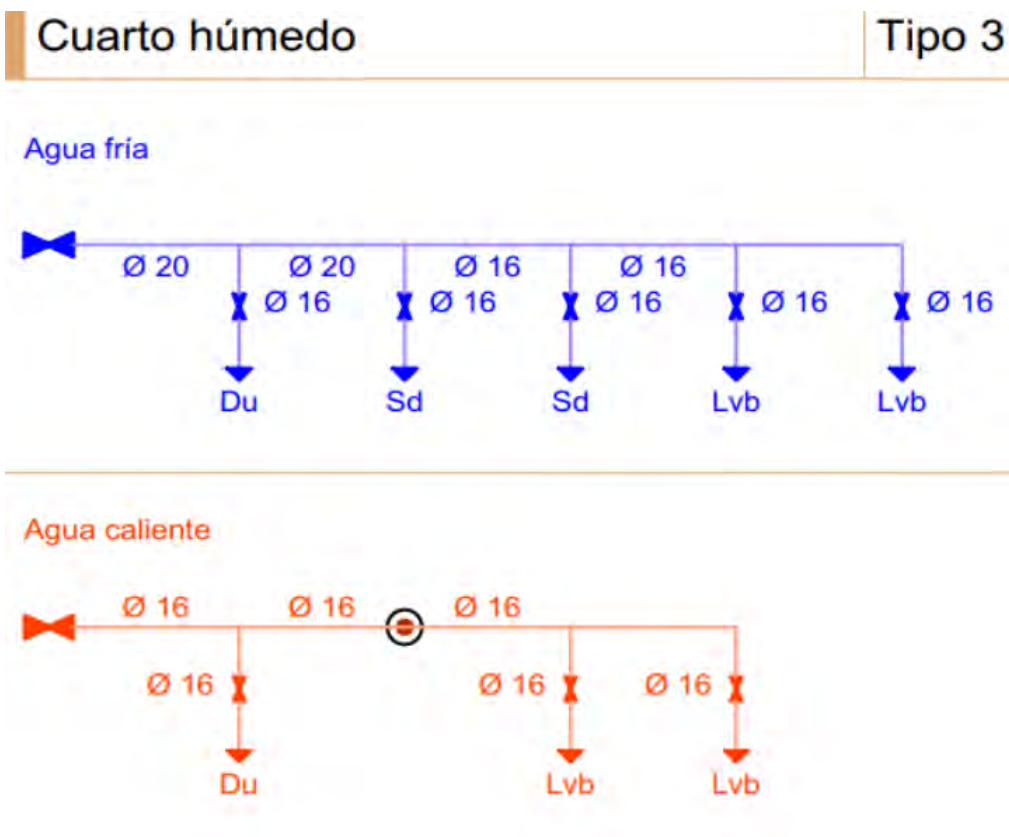 Cuarto húmedo Tipo 3
Agua fría
Ø 20 Ø 20 Ø 16 Ø 16
Ø 16 Ø 16 Ø 16 Ø 16 Ø 16
Du Sd Sd Lvb Lvb
Agua caliente
Ø 16 Ø 16 Ø 16
Ø 16 Ø 16 Ø 16
Du Lvb Lvb